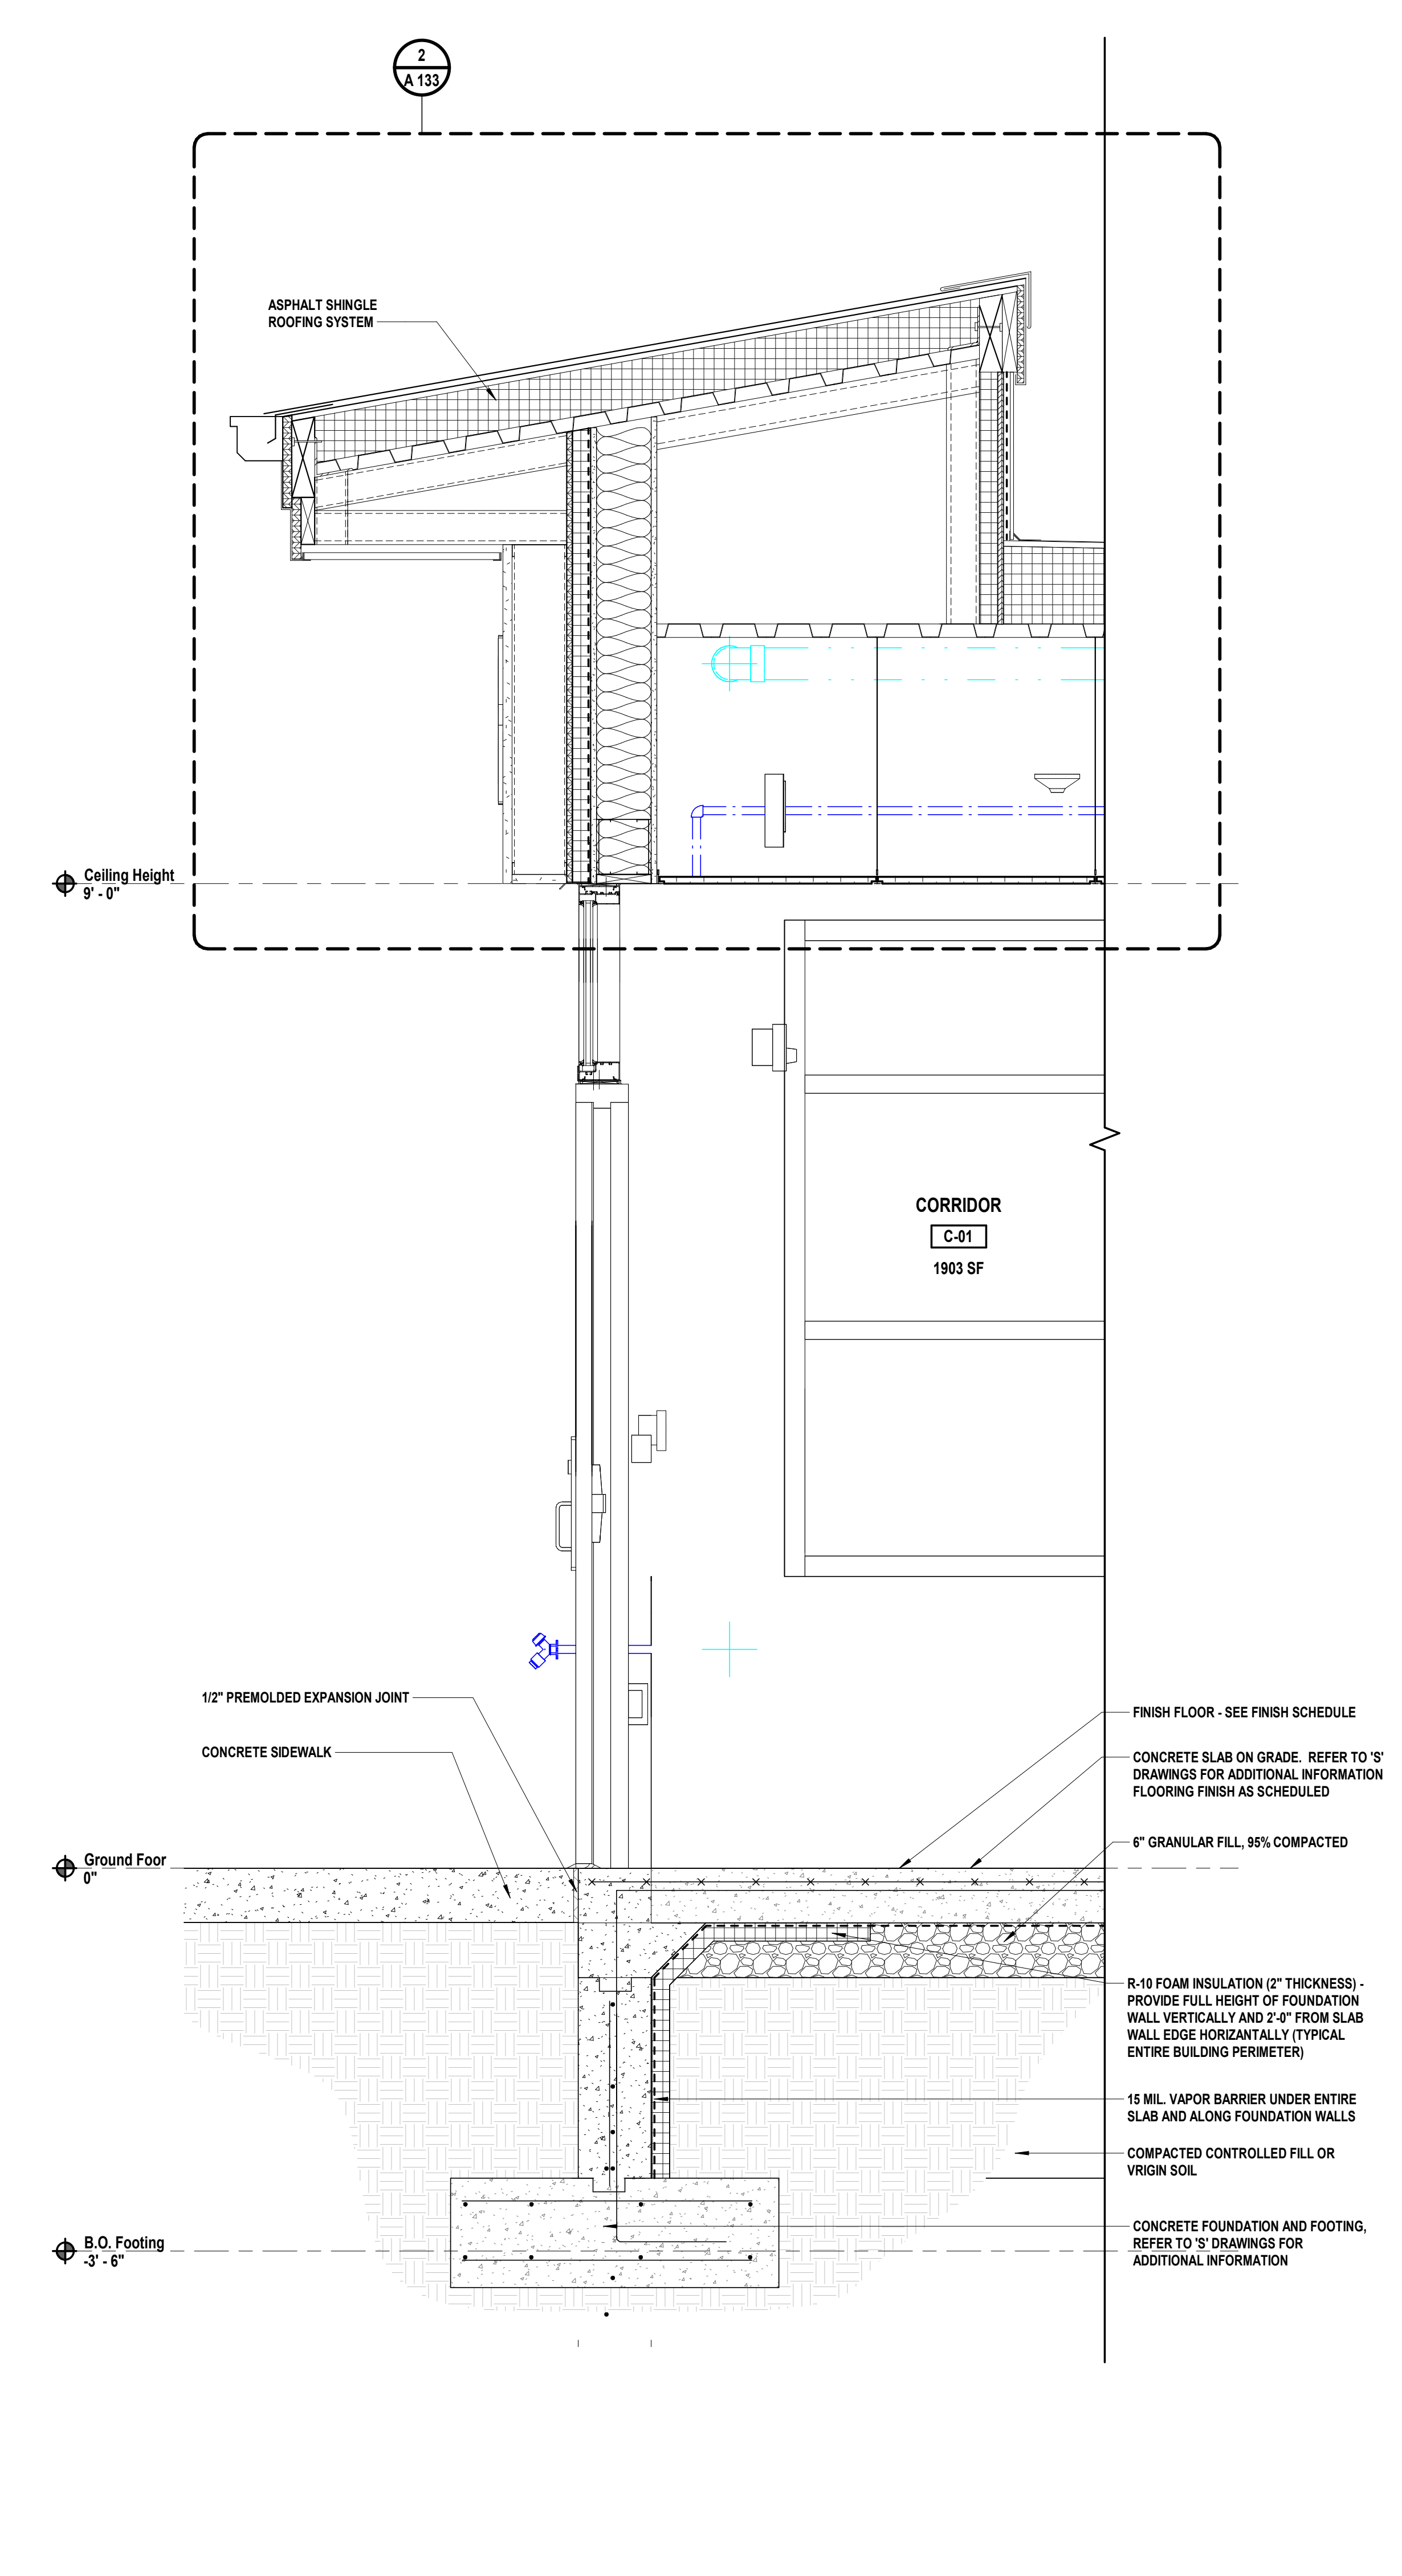 2
A 133
ASPHALT SHINGLE
ROOFING SYSTEM
Ceiling Height
9' - 0"
CORRIDOR
C-01
1903 SF
1/2" PREMOLDED EXPANSION JOINT
CONCRETE SIDEWALK
FINISH FLOOR - SEE FINISH SCHEDULE
CONCRETE SLAB ON GRADE. REFER TO 'S'
DRAWINGS FOR ADDITIONAL INFORMATION
FLOORING FINISH AS SCHEDULED
6" GRANULAR FILL, 95% COMPACTED
Ground Foor
0"
R-10 FOAM INSULATION (2" THICKNESS) -
PROVIDE FULL HEIGHT OF FOUNDATION
WALL VERTICALLY AND 2'-0" FROM SLAB
WALL EDGE HORIZANTALLY (TYPICAL
ENTIRE BUILDING PERIMETER)
15 MIL. VAPOR BARRIER UNDER ENTIRE
SLAB AND ALONG FOUNDATION WALLS
COMPACTED CONTROLLED FILL OR
VRIGIN SOIL
CONCRETE FOUNDATION AND FOOTING,
REFER TO 'S' DRAWINGS FOR
ADDITIONAL INFORMATION
B.O. Footing
-3' - 6"